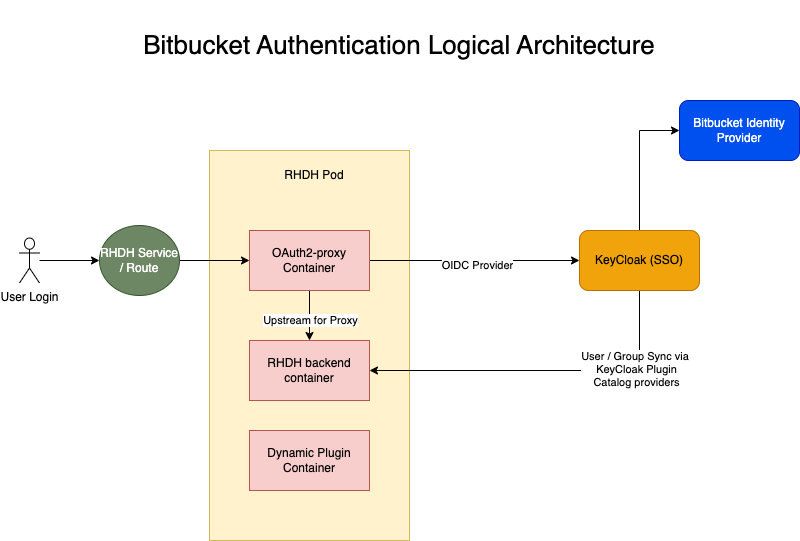 Bitbucket Authentication Logical Architecture
Bitbucket Identity
Provider
RHDH Pod
RHDH Service
/ Route
OAuth2-proxy
Container
OIDC Provider
KeyCloak (SSO)
User Login
Upstream for Proxy
RHDH backend
container
User / Group Sync via
KeyCloak Plugin
Catalog providers
Dynamic Plugin
Container